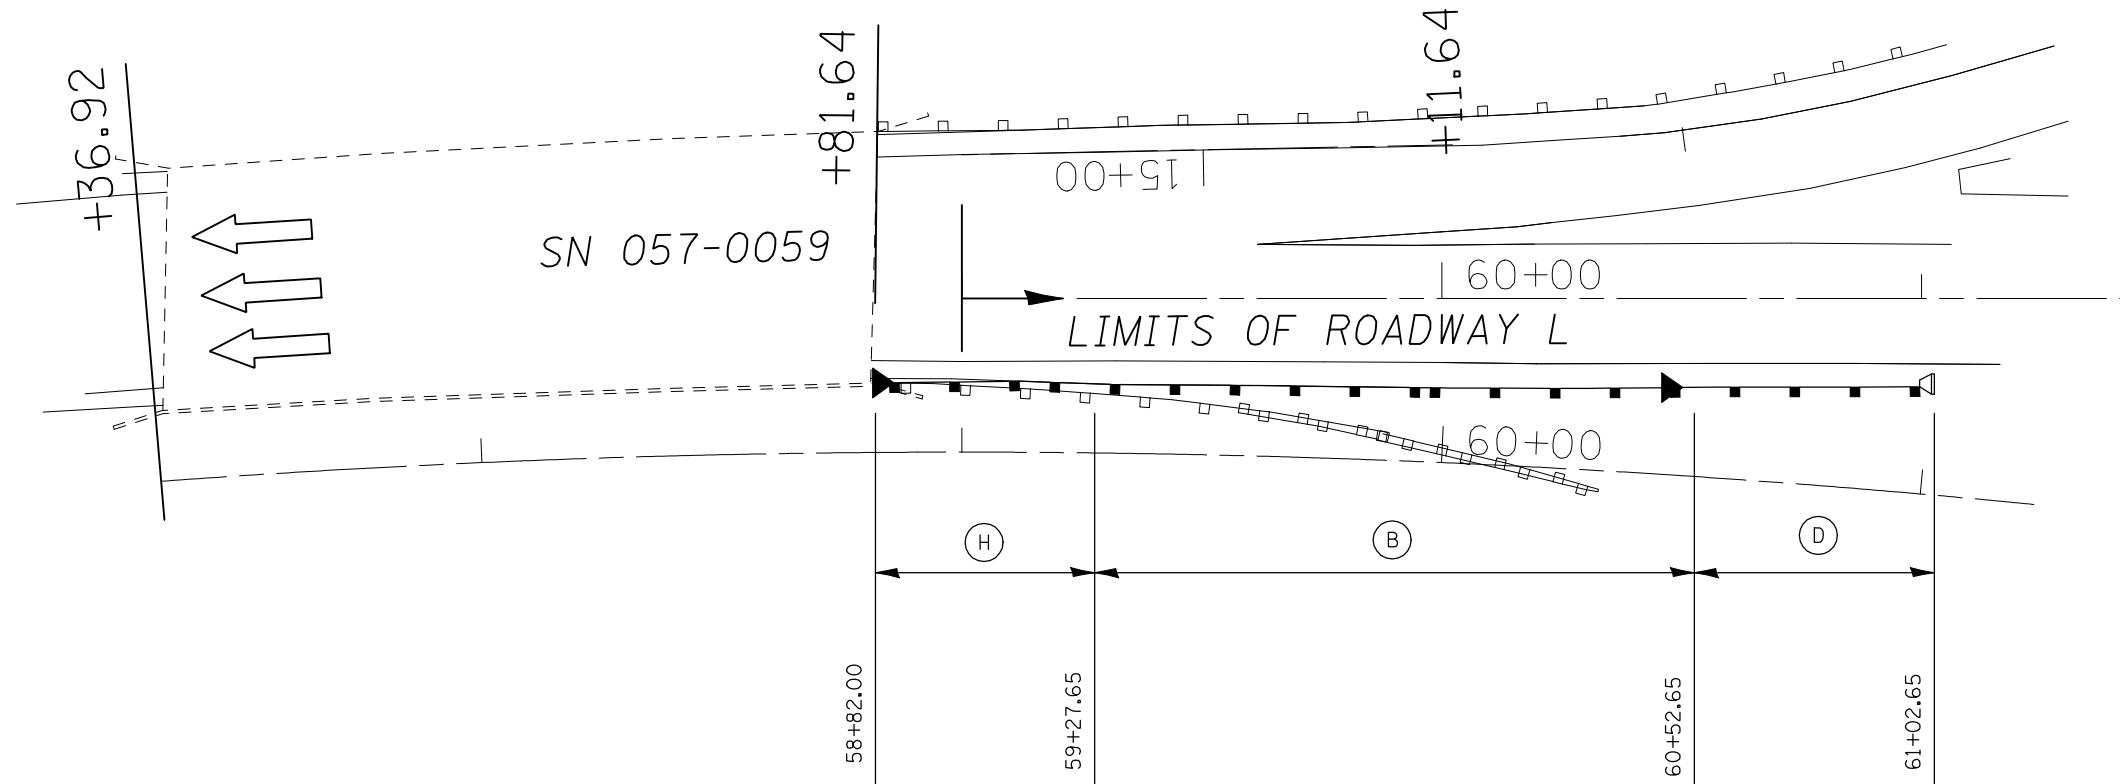 +36.92
+81.64
+11.64
15+00
SN 057-0059
60+00
LIMITS OF ROADWAY L
60+00
H
B
D
58+82.00
59+27.65
60+52.65
61+02.65